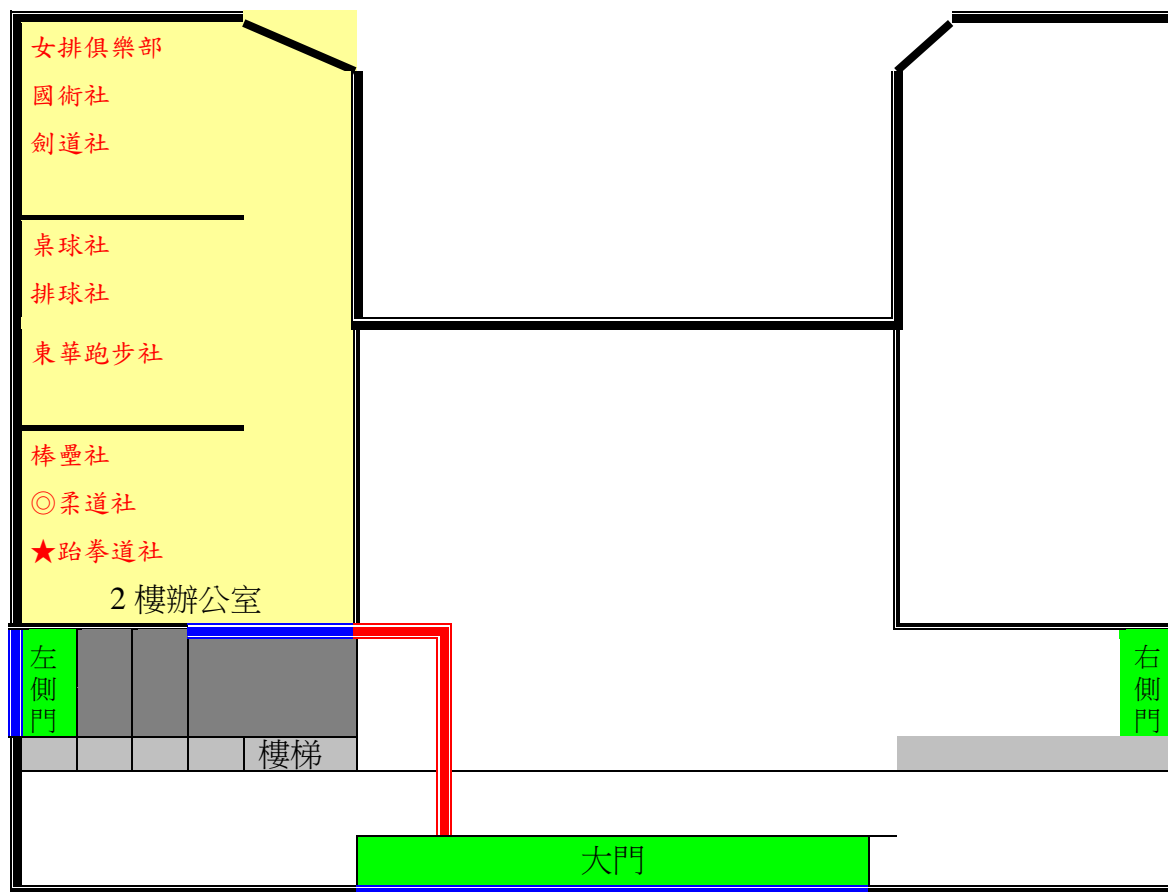 女排俱樂部
國術社
劍道社
桌球社
排球社
東華跑步社
棒壘社
◎柔道社
★跆拳道社
2 樓辦公室
左側門
右側門
樓梯
大門